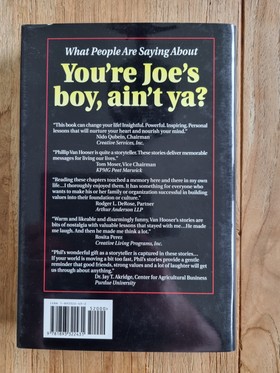 What People Are Saying About
You're Joe's
boy, ain't ya?
"This book can change your life! Insightful. Powerful. Inspiring. Personal
lessons that will nurture your heart and nourish your mind."
Nido Qubein, Chairman
Creative Services, Inc.
"Phillip Van Hooser is quite a storyteller. These stories deliver memorable
messages for living our lives."
Tom Moser, Vice Chairman
KPMG Peat Marwick
"Reading these chapters touched a memory here and there in my own
life....I thoroughly enjoyed them. It has something for everyone who
wants to make his or her family or organization successful in building
values into their foundation or culture."
Rodger L. DeRose, Partner
Arthur Anderson LLP
"Warm and likeable and disarmingly funny, Van Hooser's stories are
bits of nostalgia with valuable lessons that stayed with me....He made
me laugh. And then he made me think a lot."
Rosita Perez
Creative Living Programs, Inc.
"Phil's wonderful gift as a storyteller is captured in these stories....
If your world is moving a bit too fast, Phil's stories provide a gentle
reminder that good friends, strong values and a lot of laughter will get
us through about anything."
Dr. Jay T. Akridge, Center for Agricultural Business
Purdue University